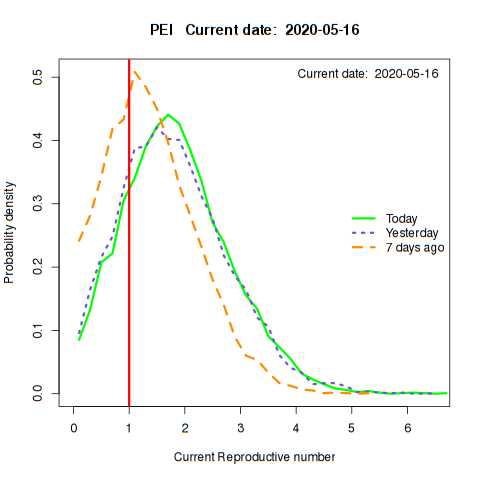 PEI Current date: 2020-05-16
Current date: 2020-05-16
Probability density
0.5
0.4
0.3
0.2
0.1
0.0
Today
Yesterday
7 days ago
0 1 2 3 4 5 6
Current Reproductive number